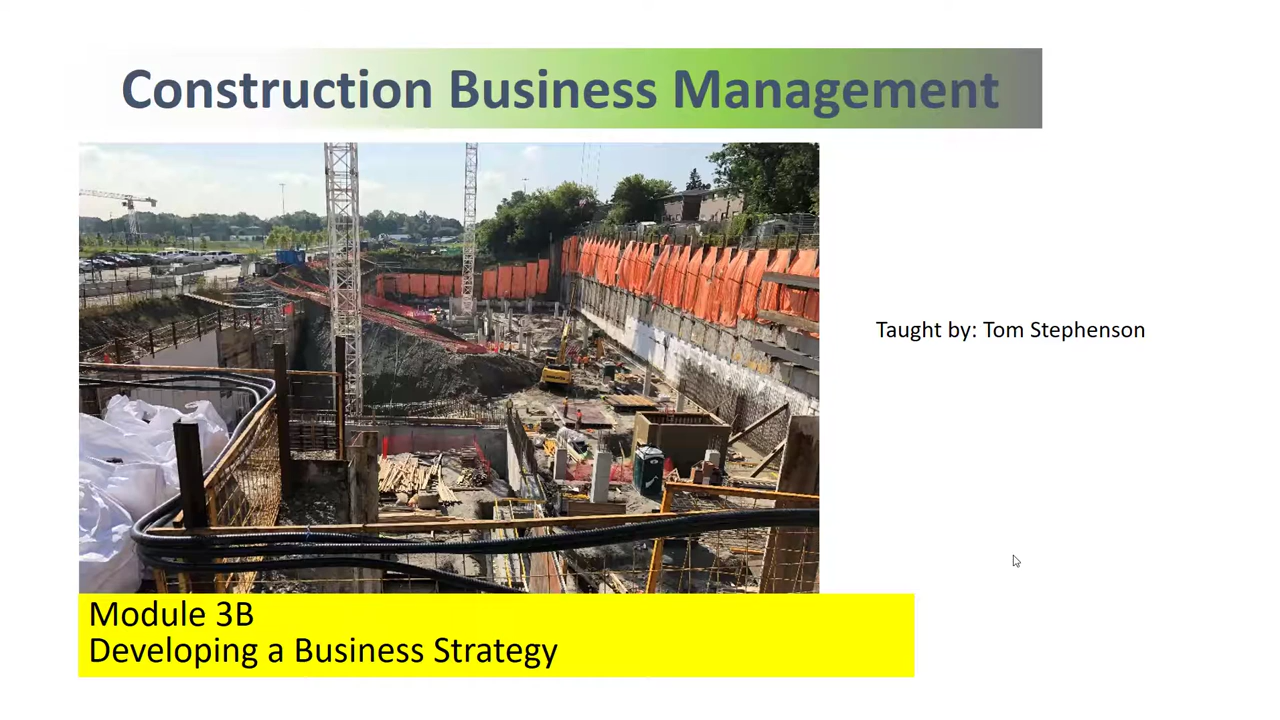 Construction Business Management
Taught by: Tom Stephenson
Module 3B
Developing a Business Strategy